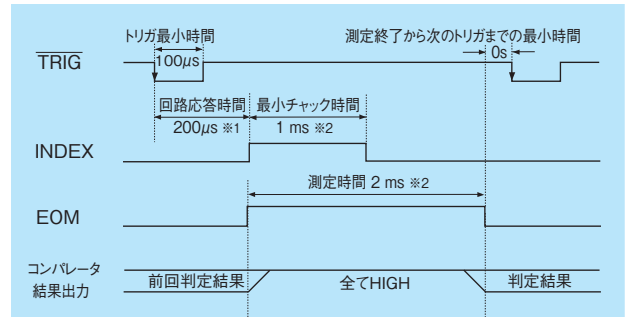 トリガ最小時間
測定終了から次のトリガまでの最小時間
TRIG
100μs
0s
回路応答時間
最小チャック時間
200μs ※1
1 ms ※2
INDEX
測定時間 2 ms ※2
EOM
コンパレータ
結果出力
前回判定結果
全てHIGH
判定結果